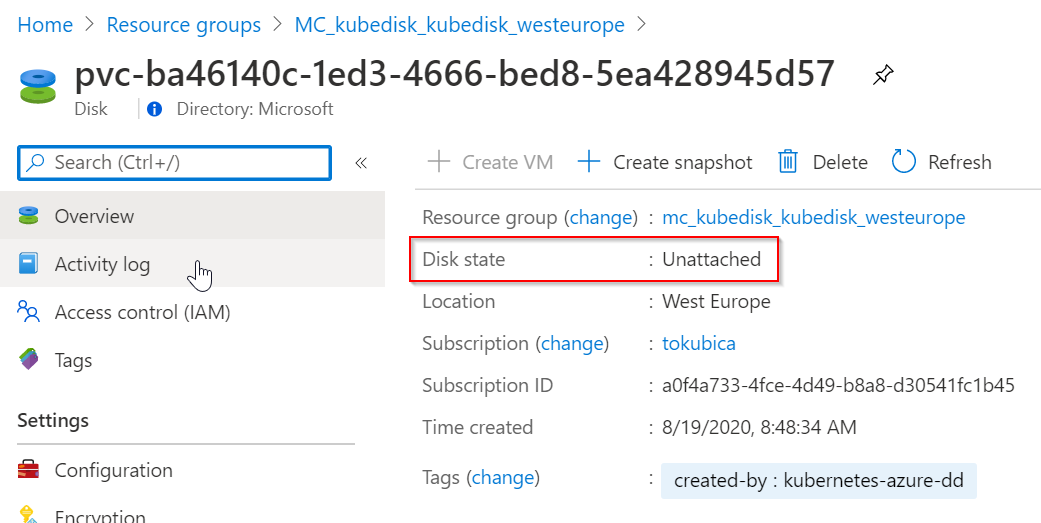 Home > Resource groups > MC_kubedisk_kubedisk_westeurope >
pvc-ba46140c-1ed3-4666-bed8-5ea428945d57
Disk
Directory: Microsoft
Search (Ctrl+/)
«
Create VM
Create snapshot
Delete
Refresh
Overview
Activity log
Access control (IAM)
Tags
Settings
Configuration
Encryption
Resource group (change) : mc_kubedisk_kubedisk_westeurope
Disk state : Unattached
Location : West Europe
Subscription (change) : tokubica
Subscription ID : a0f4a733-4fce-4d49-b8a8-d30541fc1b45
Time created : 8/19/2020, 8:48:34 AM
Tags (change) : created-by : kubernetes-azure-dd